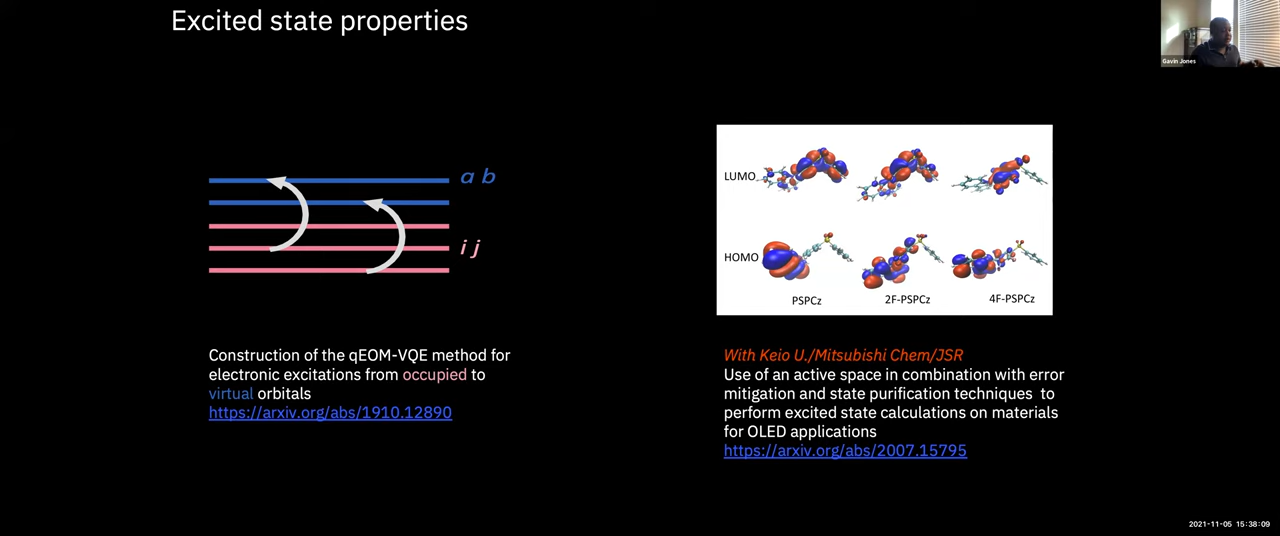 Excited state properties
Gavin Jones
a b
i j
LUMO
HOMO
PSPCz
2F-PSPCz
4F-PSPCz
Construction of the qEOM-VQE method for
electronic excitations from occupied to
virtual orbitals
https://arxiv.org/abs/1910.12890
With Keio U./Mitsubishi Chem/JSR
Use of an active space in combination with error
mitigation and state purification techniques to
perform excited state calculations on materials
for OLED applications
https://arxiv.org/abs/2007.15795
2021-11-05 15:38:09